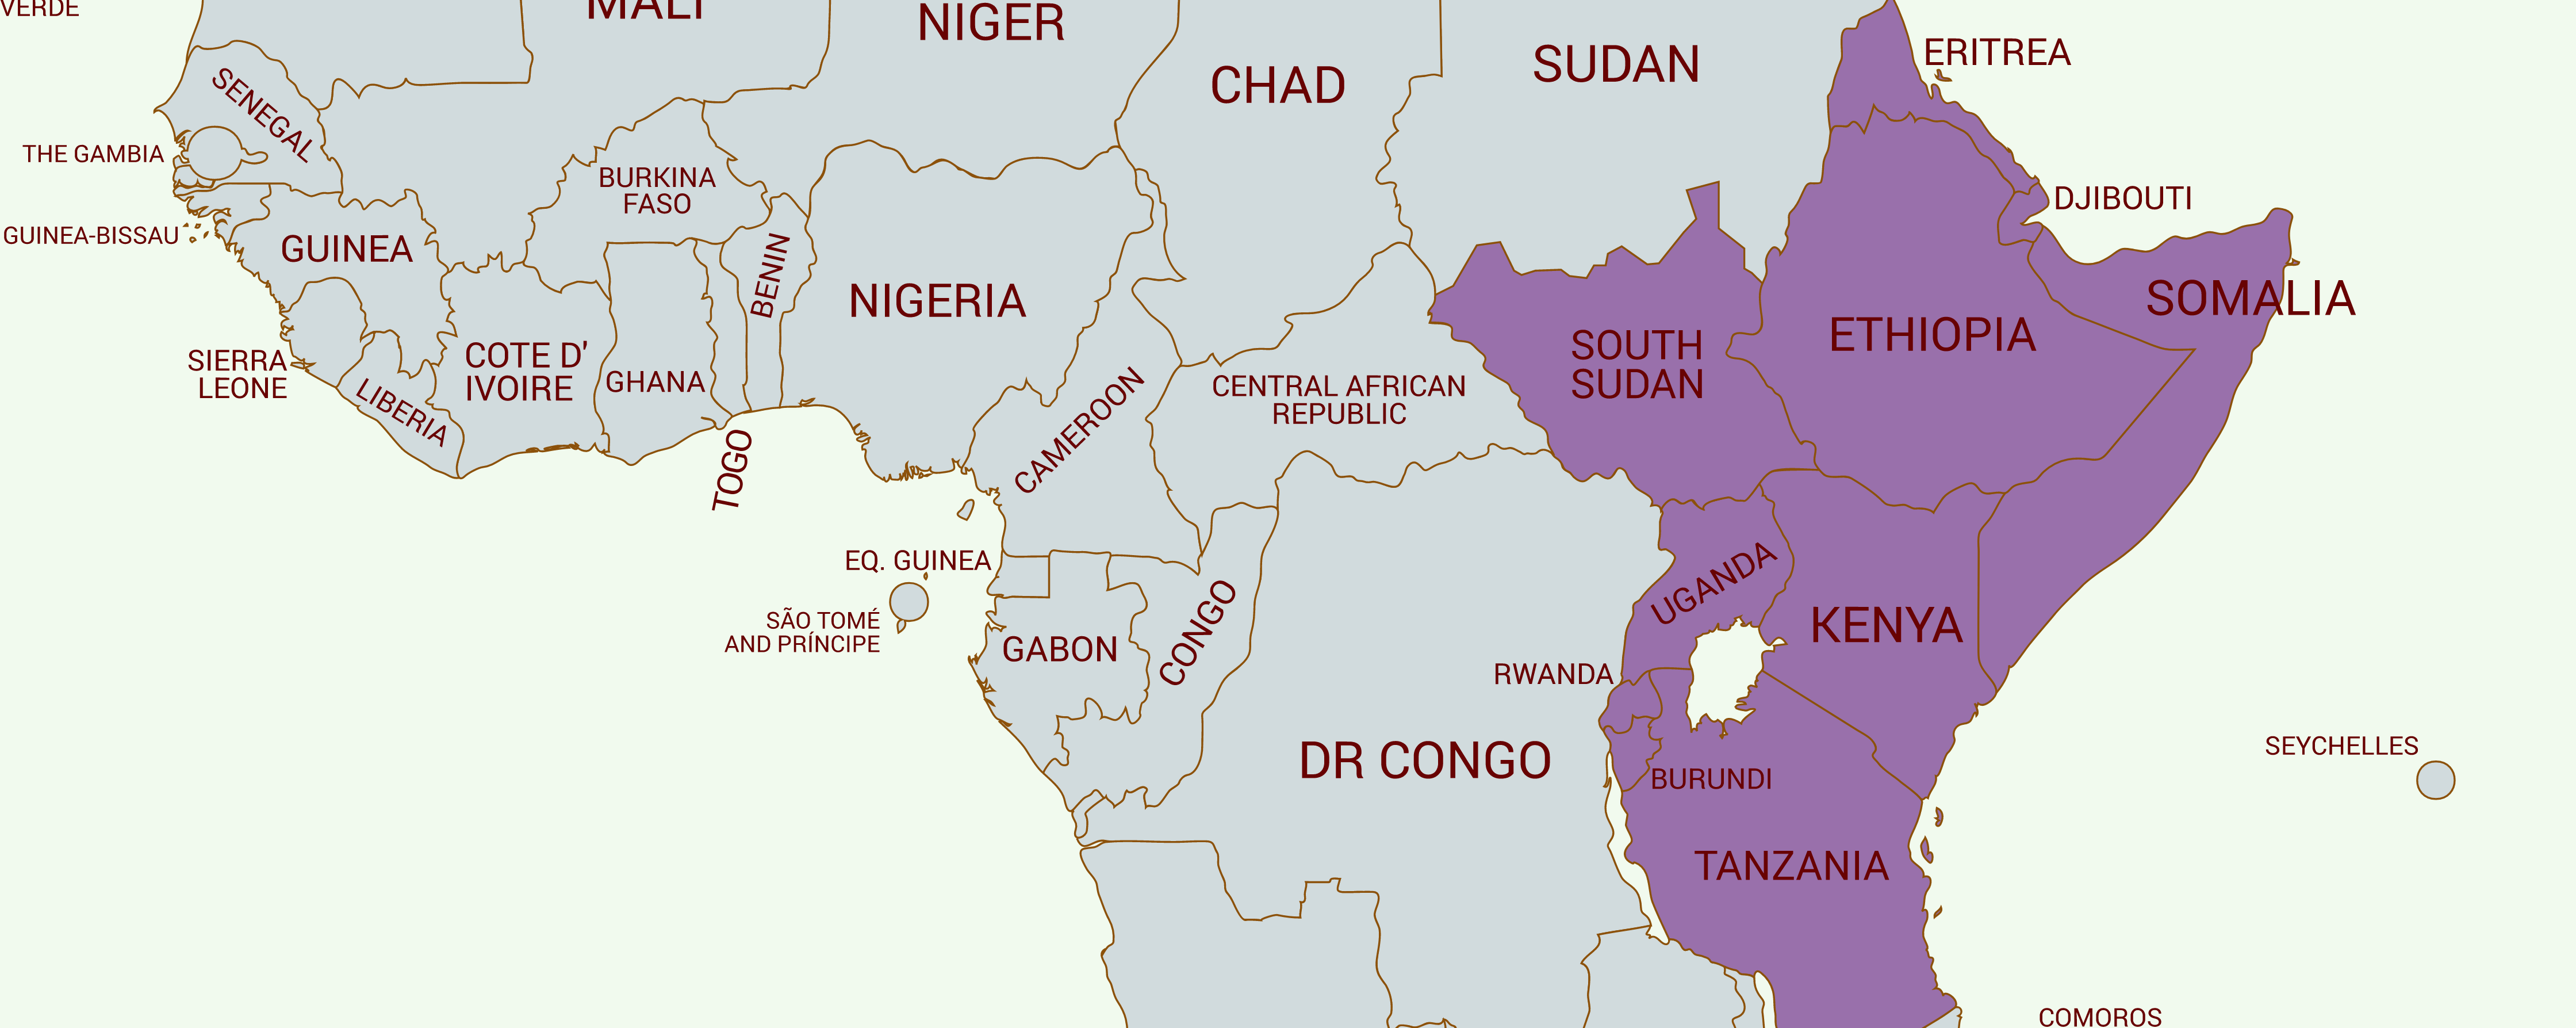 VERDE
MALI
NIGER
CHAD
SUDAN
ERITREA
SENEGAL
THE GAMBIA
BURKINA
FASO
DJIBOUTI
GUINEA-BISSAU
GUINEA
BENIN
NIGERIA
SOMALIA
ETHIOPIA
SOUTH
SUDAN
SIERRA
LEONE
LIBERIA
COTE D'
IVOIRE
GHANA
TOGO
CAMEROON
CENTRAL AFRICAN
REPUBLIC
EQ. GUINEA
SÃO TOMÉ
AND PRÍNCIPE
GABON
CONGO
UGANDA
KENYA
RWANDA
DR CONGO
BURUNDI
SEYCHELLES
TANZANIA
COMOROS